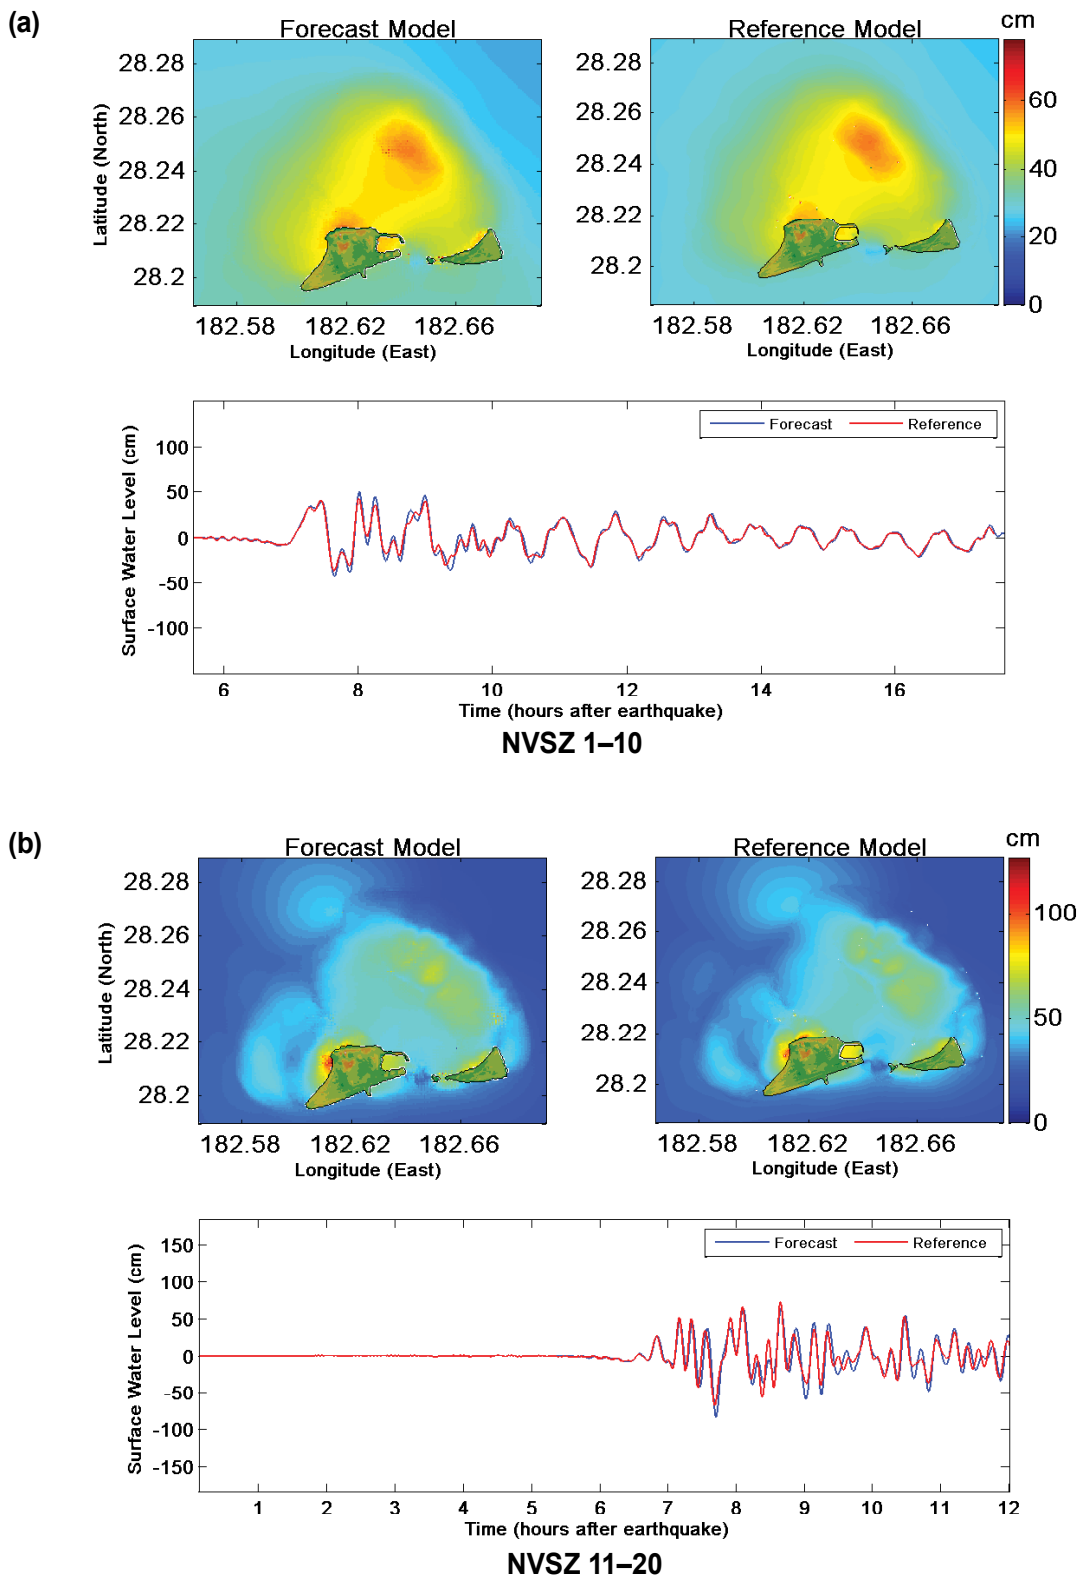 (a)
Forecast Model
Reference Model
cm
28.28
28.26
28.24
28.22
28.2
Latitude (North)
182.58
182.62
182.66
Longitude (East)
28.28
28.26
28.24
28.22
28.2
182.58
182.62
182.66
Longitude (East)
60
40
20
0
Surface Water Level (cm)
100
50
0
-50
-100
Forecast
Reference
6
8
10
12
14
16
Time (hours after earthquake)
NVSZ 1–10
(b)
Forecast Model
Reference Model
cm
28.28
28.26
28.24
28.22
28.2
Latitude (North)
182.58
182.62
182.66
Longitude (East)
28.28
28.26
28.24
28.22
28.2
182.58
182.62
182.66
Longitude (East)
100
50
0
Surface Water Level (cm)
150
100
50
0
-50
-100
-150
Forecast
Reference
1
2
3
4
5
6
7
8
9
10
11
12
Time (hours after earthquake)
NVSZ 11–20